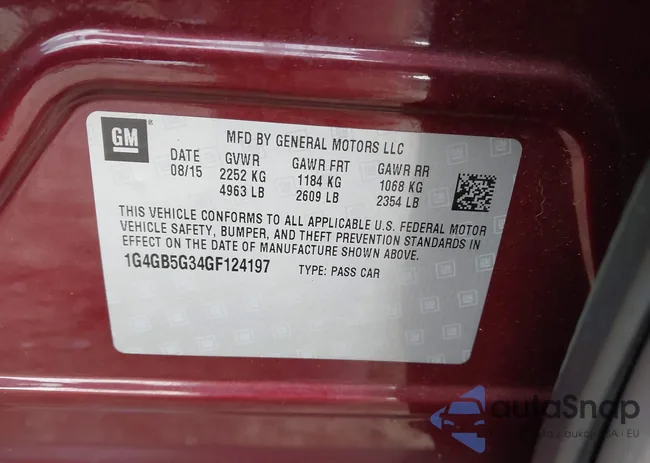 GM
MFD BY GENERAL MOTORS LLC
DATE GVWR GAWR FRT GAWR RR
08/15 2252 KG 1184 KG 1068 KG
4963 LB 2609 LB 2354 LB
THIS VEHICLE CONFORMS TO ALL APPLICABLE U.S. FEDERAL MOTOR
VEHICLE SAFETY, BUMPER, AND THEFT PREVENTION STANDARDS IN
EFFECT ON THE DATE OF MANUFACTURE SHOWN ABOVE.
1G4GB5G34GF124197 TYPE: PASS CAR
autoSnap